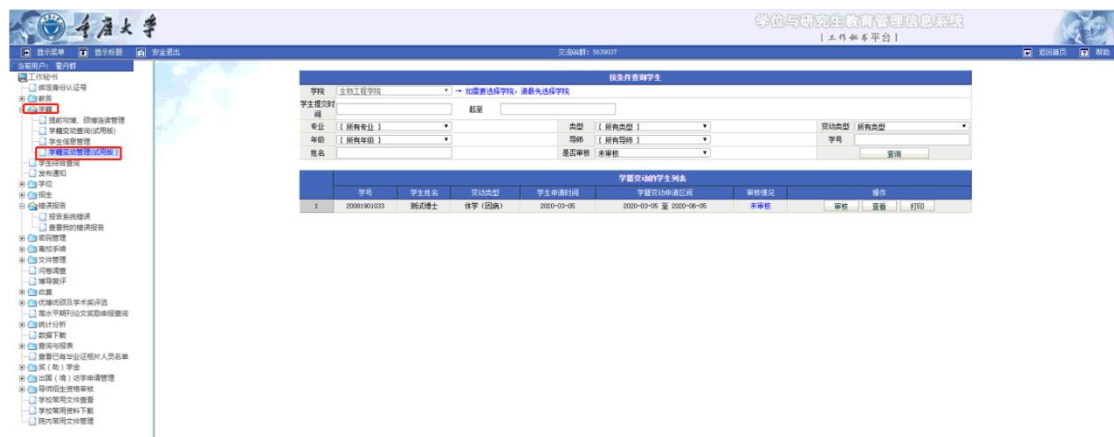 重庆大学
学位与研究生教育管理信息系统
| 工作秘书平台 |
显示菜单 显示标题 安全退出 交流QQ群: 5639037 返回首页 帮助
当前用户:
工作秘书
绑定身份认证号
教务
学籍
提前攻博、硕博连读管理
学籍变动查询(试用版)
学生信息管理
学籍变动管理(试用版)
学生综合查询
发布通知
学位
招生
错误报告
报告系统错误
查看我的错误报告
密码管理
离校手续
文件管理
问卷调查
博导复评
收费
优博优硕及学术奖评选
高水平期刊论文奖励申报查询
统计分析
数据下载
查询与报表
查看已有毕业证相片人员名单
奖(助)学金
出国(境)访学申请管理
导师招生资格审核
学校常用文件查看
学校常用资料下载
院内常用文件管理
按条件查询学生
学院 生物工程学院 → 如需要选择学院, 请最先选择学院
学生提交时间 起至
专业 [ 所有专业 ] 类型 [ 所有类型 ] 变动类型 所有类型
年级 [ 所有年级 ] 导师 [ 所有导师 ] 学号
姓名 是否审核 未审核 查询
学籍变动的学生列表
学号 学生姓名 变动类型 学生申请时间 学籍变动申请区间 审核情况 操作
1 20081901033 测试博士 休学(因病) 2020-03-05 2020-03-05 至 2020-06-05 未审核 审核 查看 打印